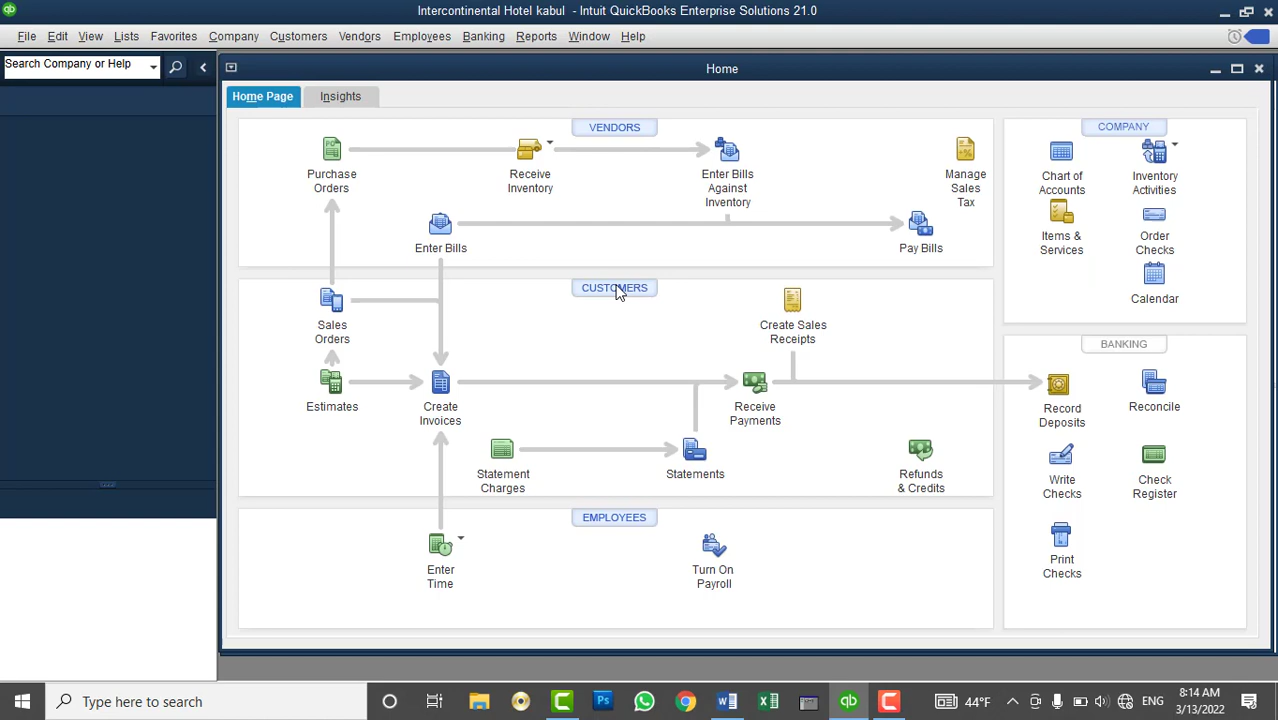 Intercontinental Hotel kabul - Intuit QuickBooks Enterprise Solutions 21.0
File Edit View Lists Favorites Company Customers Vendors Employees Banking Reports Window Help
Search Company or Help
Home
Home Page
Insights
VENDORS
Purchase
Orders
Receive
Inventory
Enter Bills
Against
Inventory
Manage
Sales
Tax
Enter Bills
Pay Bills
CUSTOMERS
Sales
Orders
Create Sales
Receipts
Estimates
Create
Invoices
Receive
Payments
Statement
Charges
Statements
Refunds
& Credits
EMPLOYEES
Enter
Time
Turn On
Payroll
COMPANY
Chart of
Accounts
Inventory
Activities
Items &
Services
Order
Checks
Calendar
BANKING
Record
Deposits
Reconcile
Write
Checks
Check
Register
Print
Checks
Type here to search
44°F
ENG
8:14 AM
3/13/2022